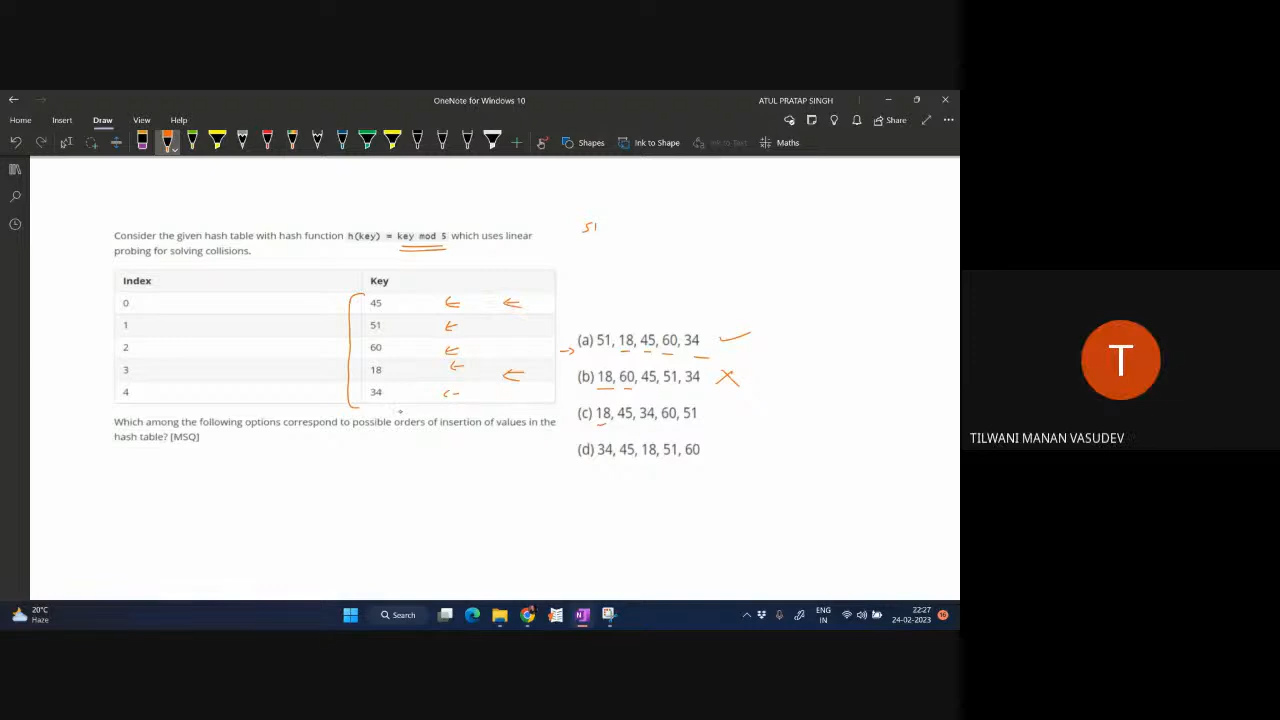 OneNote for Windows 10
ATUL PRATAP SINGH
Home Insert Draw View Help
Share
Shapes Ink to Shape Ink to Text Maths
51
Consider the given hash table with hash function h(key) = key mod 5 which uses linear
probing for solving collisions.
Index Key
0 45
1 51
2 60
3 18
4 34
Which among the following options correspond to possible orders of insertion of values in the
hash table? [MSQ]
(a) 51, 18, 45, 60, 34
(b) 18, 60, 45, 51, 34
(c) 18, 45, 34, 60, 51
(d) 34, 45, 18, 51, 60
T
TILWANI MANAN VASUDEV
20°C
Haze
Search
ENG
IN
22:27
24-02-2023
16